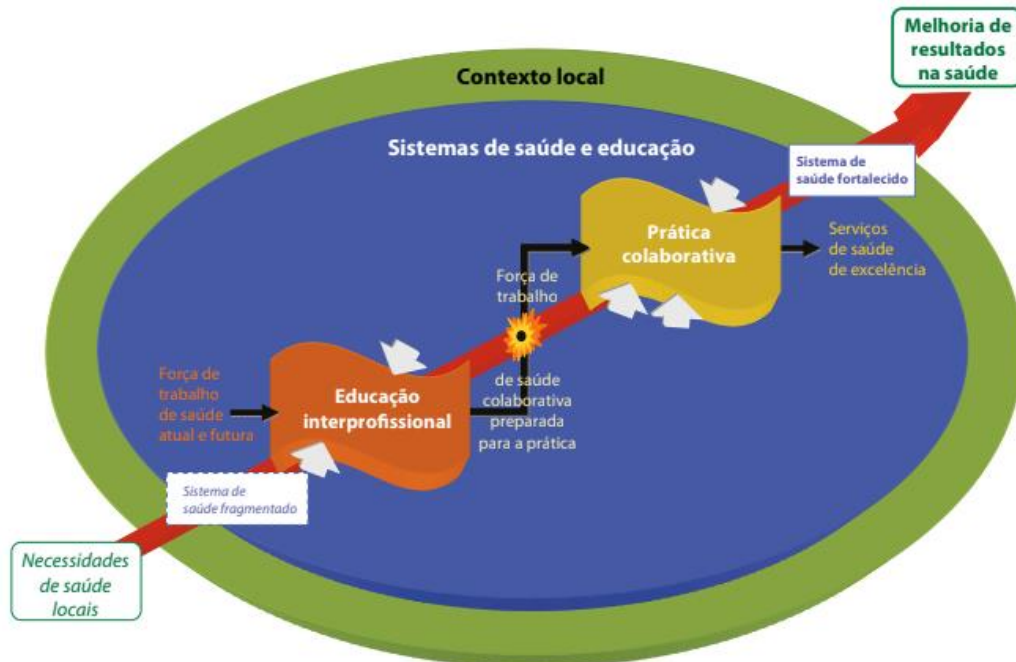 Melhoria de
resultados
na saúde
Contexto local
Sistemas de saúde e educação
Sistema de
saúde fortalecido
Prática
colaborativa
Serviços
de saúde
de excelência
Força de
trabalho
de saúde
colaborativa
preparada
para a prática
Educação
interprofissional
Força de
trabalho
de saúde
atual e futura
Sistema de
saúde fragmentado
Necessidades
de saúde
locais